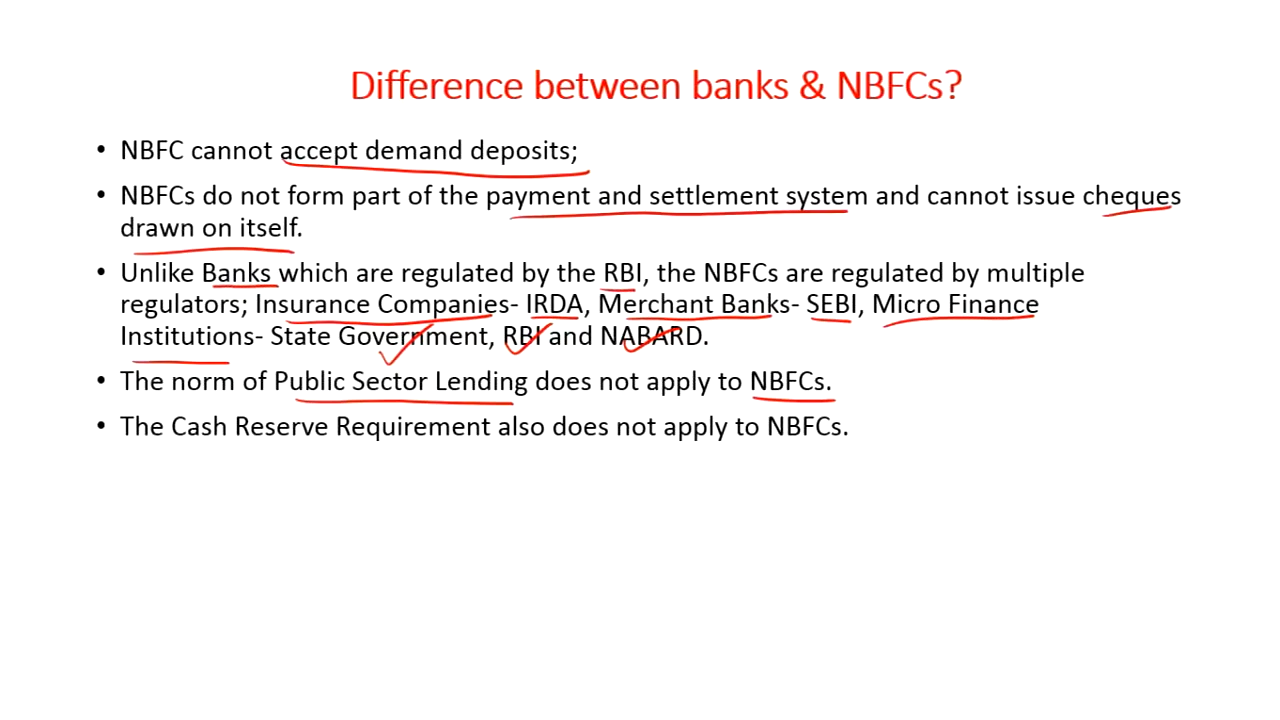 Difference between banks & NBFCs?
• NBFC cannot accept demand deposits;
• NBFCs do not form part of the payment and settlement system and cannot issue cheques
drawn on itself.
• Unlike Banks which are regulated by the RBI, the NBFCs are regulated by multiple
regulators; Insurance Companies- IRDA, Merchant Banks- SEBI, Micro Finance
Institutions- State Government, RBI and NABARD.
• The norm of Public Sector Lending does not apply to NBFCs.
• The Cash Reserve Requirement also does not apply to NBFCs.